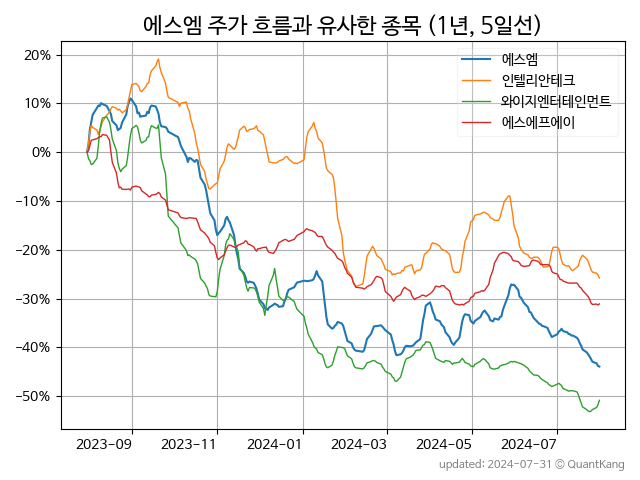 에스엠 주가 흐름과 유사한 종목 (1년, 5일선)
에스엠
인텔리안테크
와이지엔터테인먼트
에스에프에이
20%
10%
0%
−10%
−20%
−30%
−40%
−50%
2023-09
2023-11
2024-01
2024-03
2024-05
2024-07
updated: 2024-07-31 © QuantKang